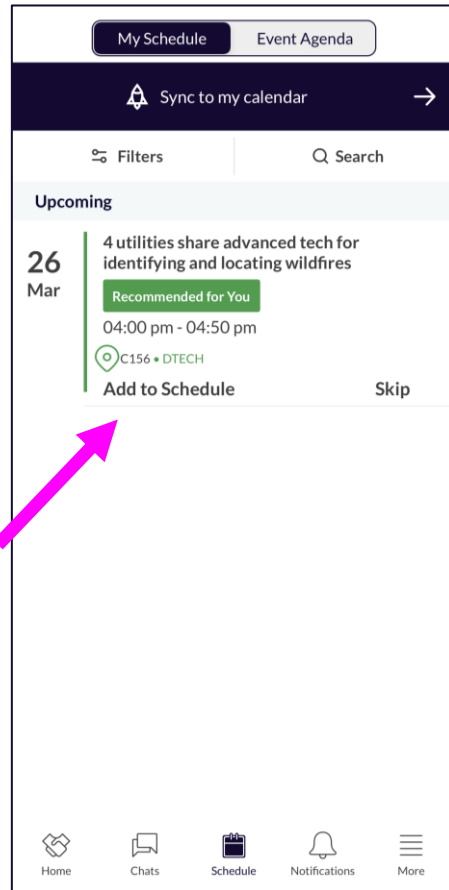 My Schedule Event Agenda
Sync to my calendar
Filters Search
Upcoming
26
Mar
4 utilities share advanced tech for
identifying and locating wildfires
Recommended for You
04:00 pm - 04:50 pm
C156 • DTECH
Add to Schedule Skip
Home Chats Schedule Notifications More